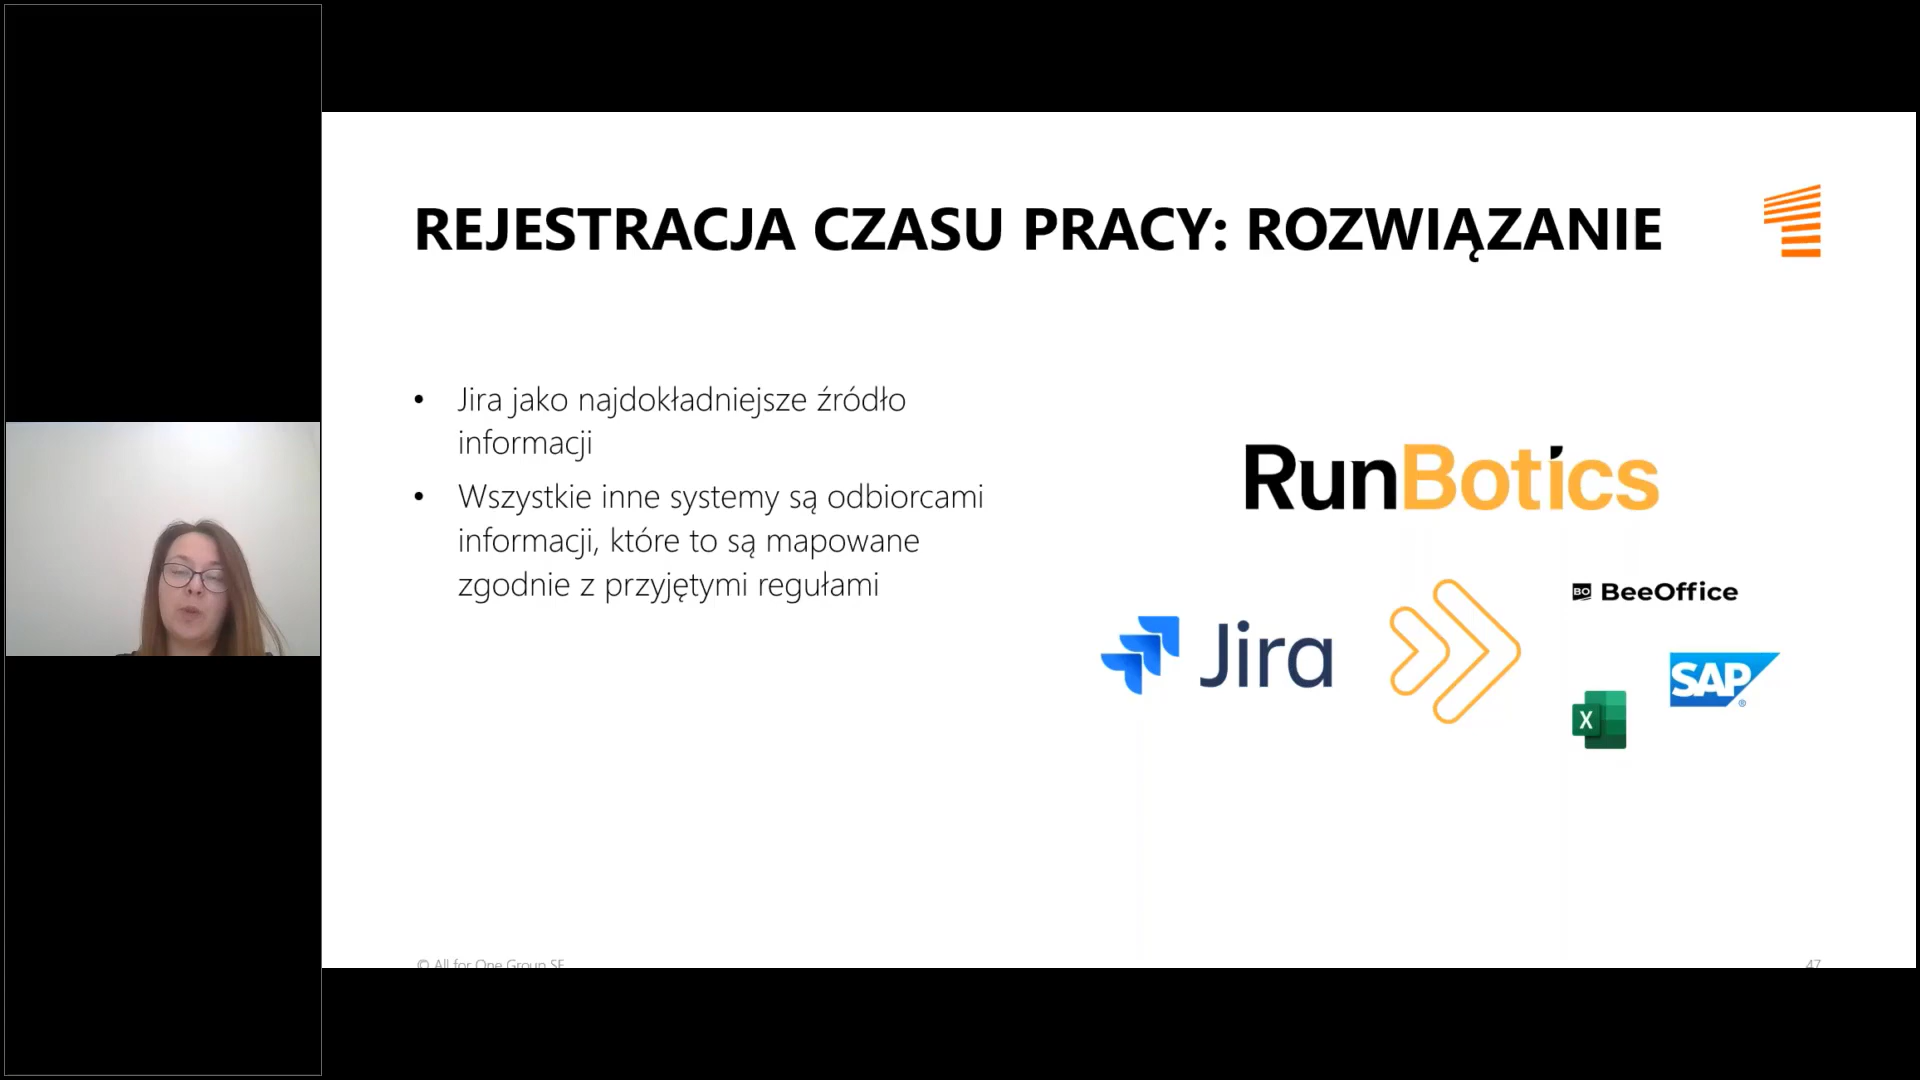 REJESTRACJA CZASU PRACY: ROZWIĄZANIE
• Jira jako najdokładniejsze źródło
informacji
• Wszystkie inne systemy są odbiorcami
informacji, które to są mapowane
zgodnie z przyjętymi regułami
RunBotics
Jira
BO BeeOffice
SAP®
X
© All for One Group SE
47